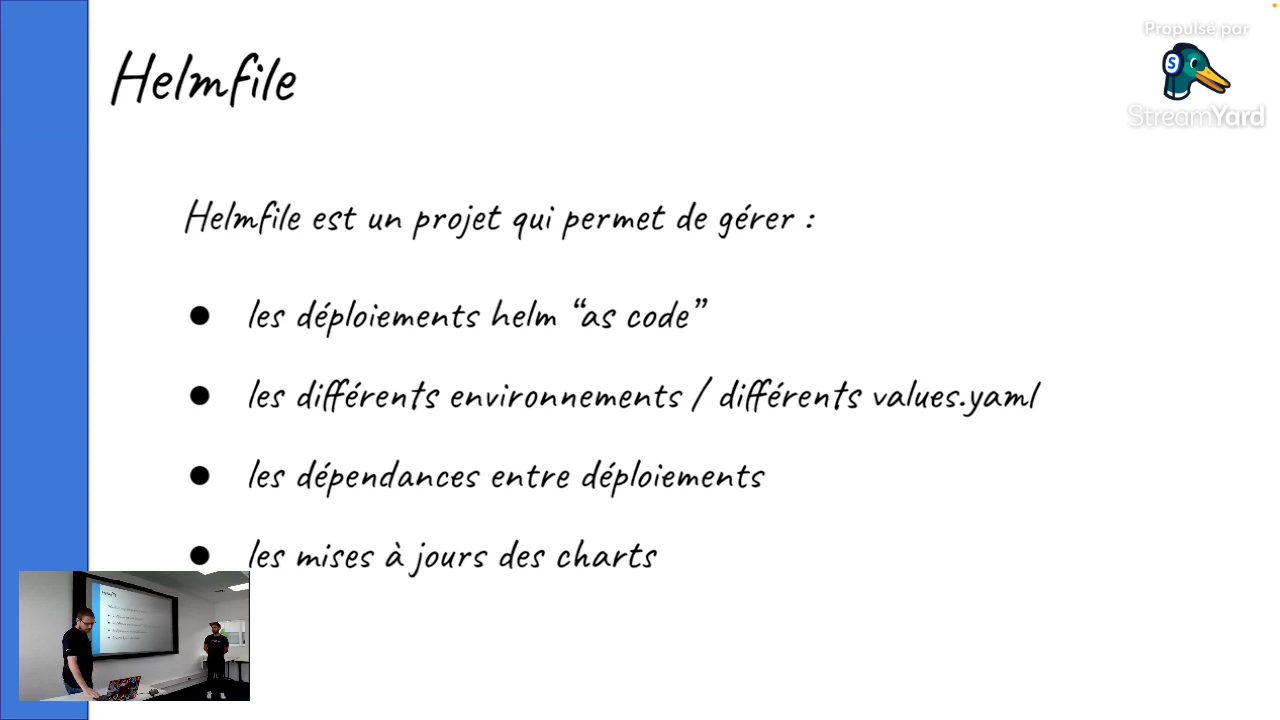 Helmfile
Propulsé par
S
StreamYard
Helmfile est un projet qui permet de gérer :
● les déploiements helm “as code”
● les différents environnements / différents values.yaml
● les dépendances entre déploiements
● les mises à jours des charts